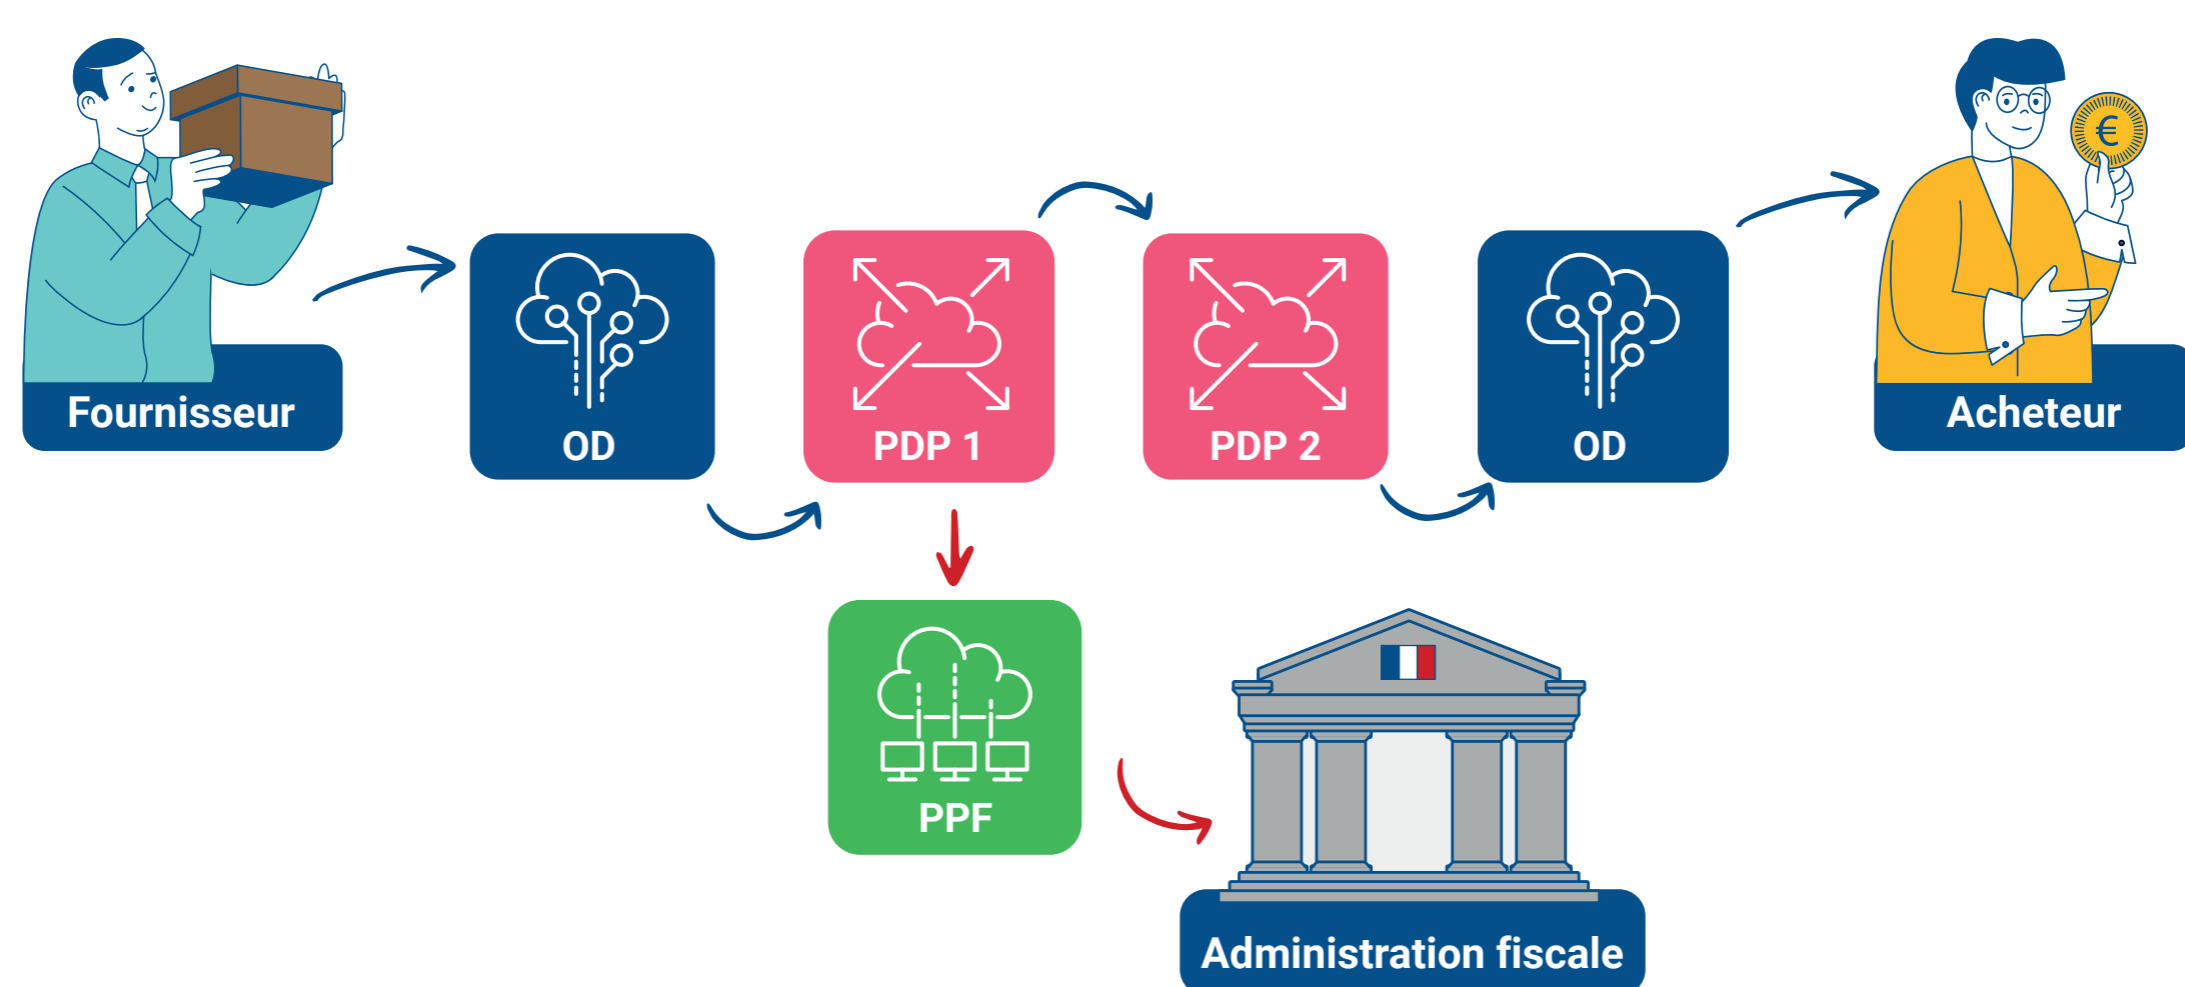 Fournisseur
OD
PDP 1
PDP 2
OD
€
Acheteur
PPF
Administration fiscale